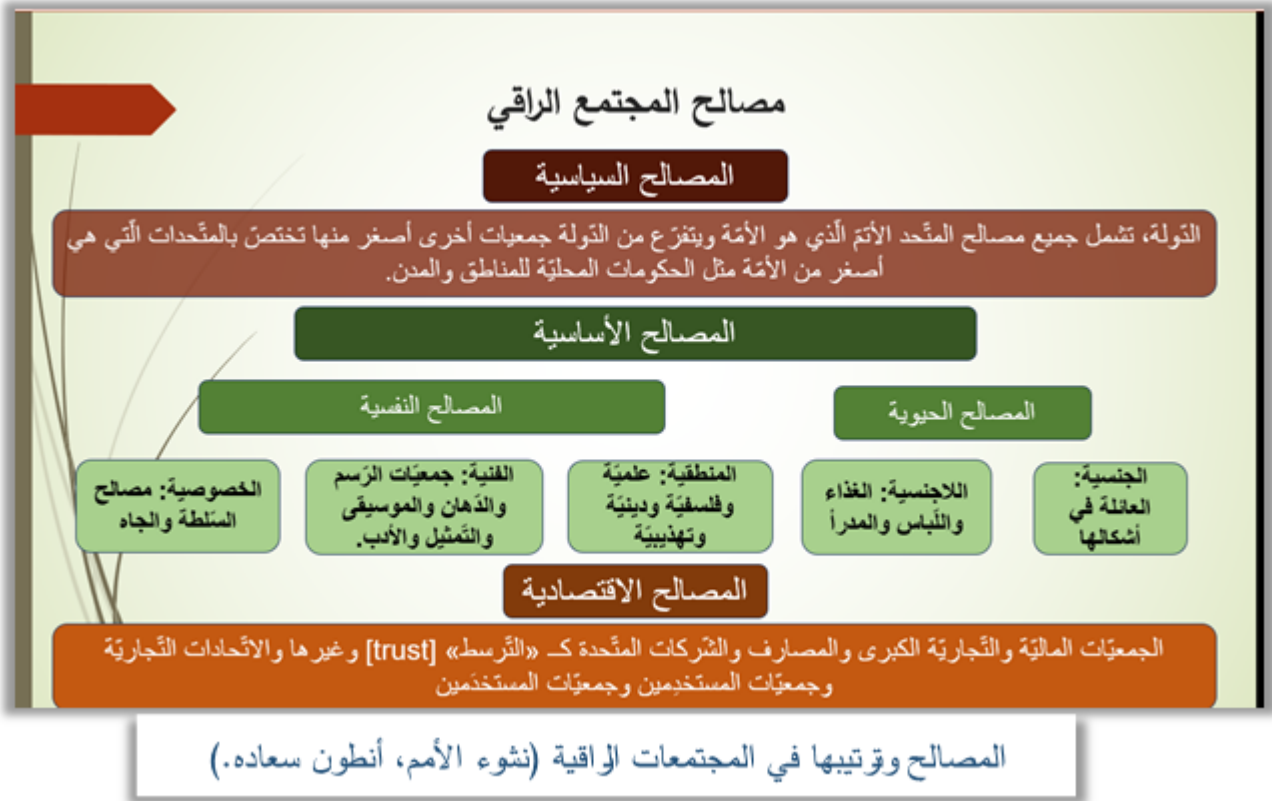 مصالح المجتمع الراقي
المصالح السياسية
الدّولة، تشمل جميع مصالح المتّحد الأتمّ الّذي هو الأمّة ويتفرّع من الدّولة جمعيات أخرى أصغر منها تختصّ بالمتّحدات الّتي هي
أصغر من الأمّة مثل الحكومات المحليّة للمناطق والمدن.
المصالح الأساسية
المصالح الحيوية
المصالح النفسية
الجنسية:
العائلة في
أشكالها
اللاجنسية: الغذاء
واللّباس والمدرأ
المنطقية: علميّة
وفلسفيّة ودينيّة
وتهذيبيّة
الفنية: جمعيّات الرّسم
والدّهان والموسيقى
والتّمثيل والأدب.
الخصوصية: مصالح
السّلطة والجاه
المصالح الاقتصادية
الجمعيّات الماليّة والتّجاريّة الكبرى والمصارف والشّركات المتّحدة كـ «التّرسط» [trust] وغيرها والاتّحادات التّجاريّة
وجمعيّات المستخدِمين وجمعيّات المستخدَمين
المصالح وترتيبها في المجتمعات الراقية (نشوء الأمم، أنطون سعاده.)